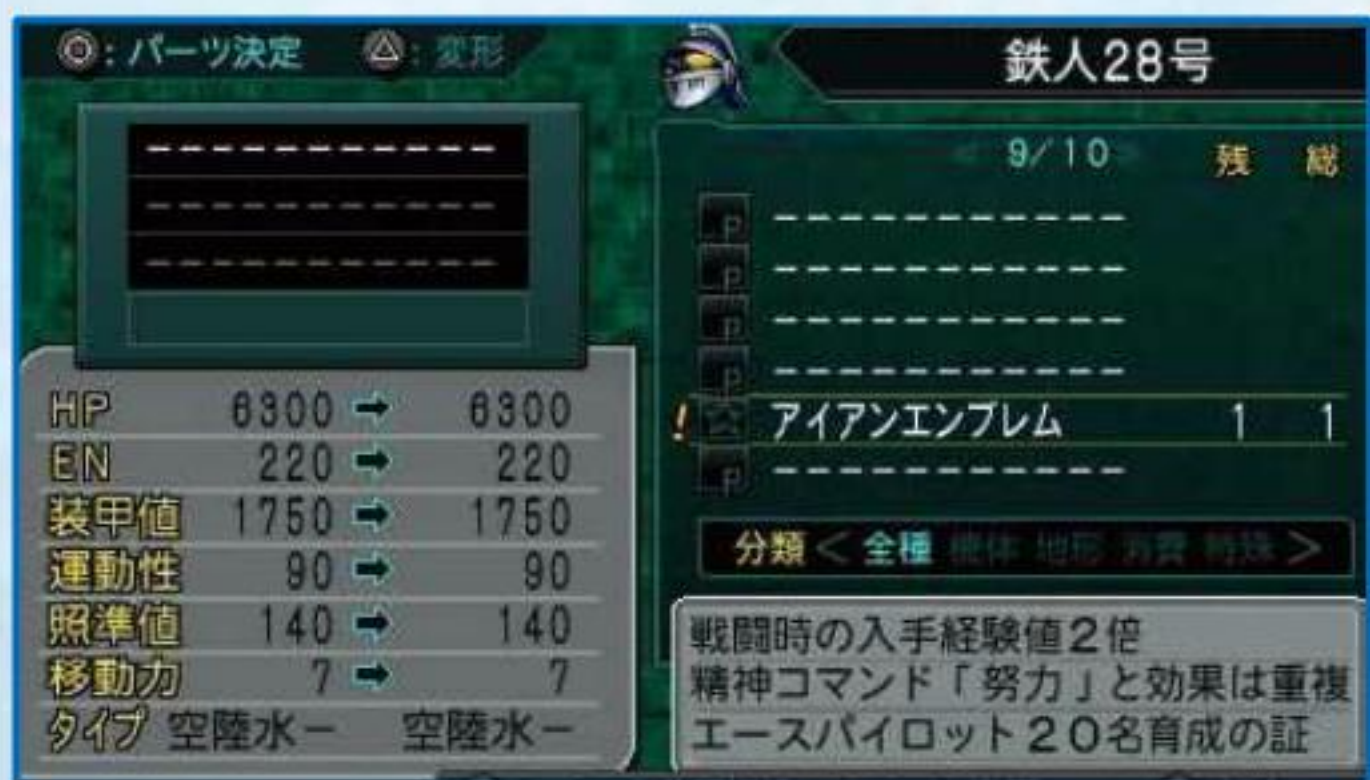 ◎：パーツ決定 △：変形
鉄人28号
9/10 残 総
-----------
-----------
-----------
P -----------
P -----------
P -----------
P -----------
! ☆ アイアンエンブレム 1 1
P -----------
分類 < 全種 機体 地形 消費 特殊 >
HP 6300 ➡ 6300
EN 220 ➡ 220
装甲値 1750 ➡ 1750
運動性 90 ➡ 90
照準値 140 ➡ 140
移動力 7 ➡ 7
タイプ 空陸水ー 空陸水ー
戦闘時の入手経験値2倍
精神コマンド「努力」と効果は重複
エースパイロット20名育成の証